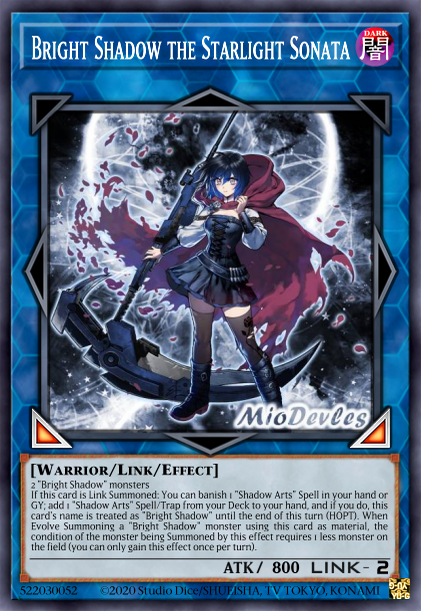 Bright Shadow the Starlight Sonata
DARK
闇
MioDevles
[Warrior/Link/Effect]
2 "Bright Shadow" monsters
If this card is Link Summoned: You can banish 1 "Shadow Arts" Spell in your hand or
GY; add 1 "Shadow Arts" Spell/Trap from your Deck to your hand, and if you do, this
card's name is treated as "Bright Shadow" until the end of this turn (HOPT). When
Evolve Summoning a "Bright Shadow" monster using this card as material, the
condition of the monster being Summoned by this effect requires 1 less monster on
the field (you can only gain this effect once per turn).
ATK/ 800 LINK-2
522030052 ©2020 Studio Dice/SHUEISHA, TV TOKYO, KONAMI